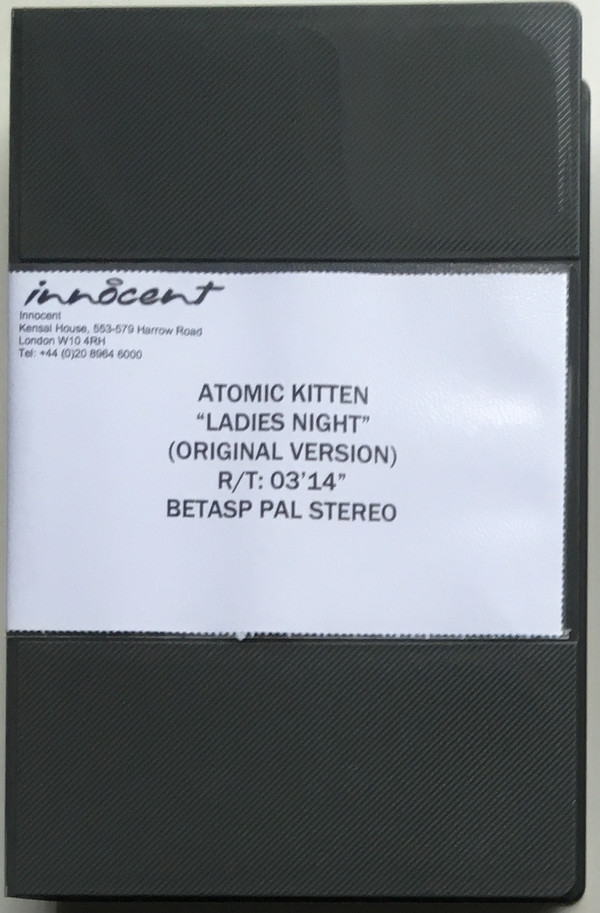 innocent
Innocent
Kensal House, 553-579 Harrow Road
London W10 4RH
Tel: +44 (0)20 8964 6000
ATOMIC KITTEN
“LADIES NIGHT”
(ORIGINAL VERSION)
R/T: 03’14”
BETASP PAL STEREO